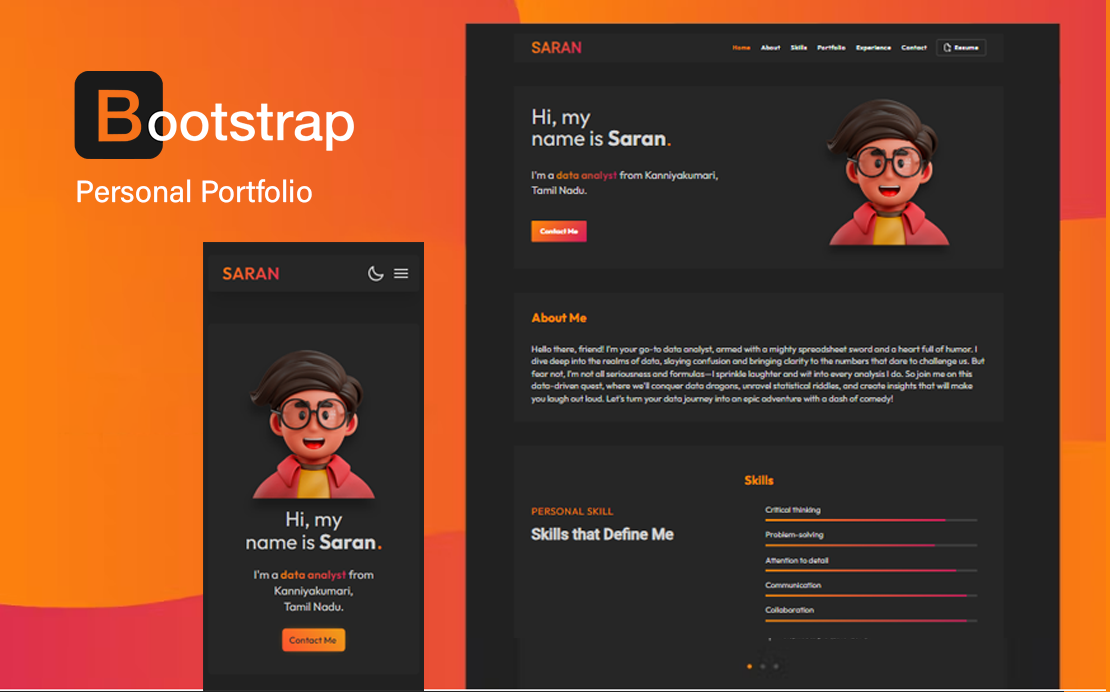 Bootstrap
Personal Portfolio
SARAN
Hi, my
name is Saran.
I'm a data analyst from
Kanniyakumari,
Tamil Nadu.
Contact Me
SARAN
Home About Skills Portfolio Experience Contact Resume
Hi, my
name is Saran.
I'm a data analyst from Kanniyakumari,
Tamil Nadu.
Contact Me
About Me
Hello there, friend! I'm your go-to data analyst, armed with a mighty spreadsheet sword and a heart full of humor. I
dive deep into the realms of data, slaying confusion and bringing clarity to the numbers that dare to challenge us. But
fear not, I'm not all seriousness and formulas—I sprinkle laughter and wit into every analysis I do. So join me on this
data-driven quest, where we'll conquer data dragons, unravel statistical riddles, and create insights that will make
you laugh out loud. Let's turn your data journey into an epic adventure with a dash of comedy!
Skills
PERSONAL SKILL
Skills that Define Me
Critical thinking
Problem-solving
Attention to detail
Communication
Collaboration